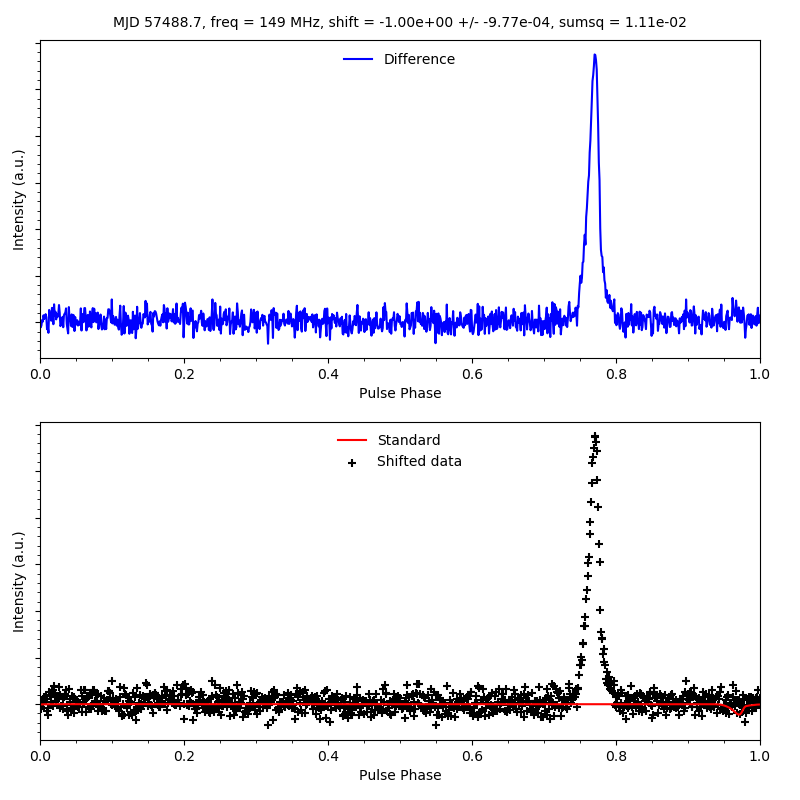 MJD 57488.7, freq = 149 MHz, shift = -1.00e+00 +/- -9.77e-04, sumsq = 1.11e-02
Difference
Intensity (a.u.)
0.0 0.2 0.4 0.6 0.8 1.0
Pulse Phase
Standard
Shifted data
Intensity (a.u.)
0.0 0.2 0.4 0.6 0.8 1.0
Pulse Phase